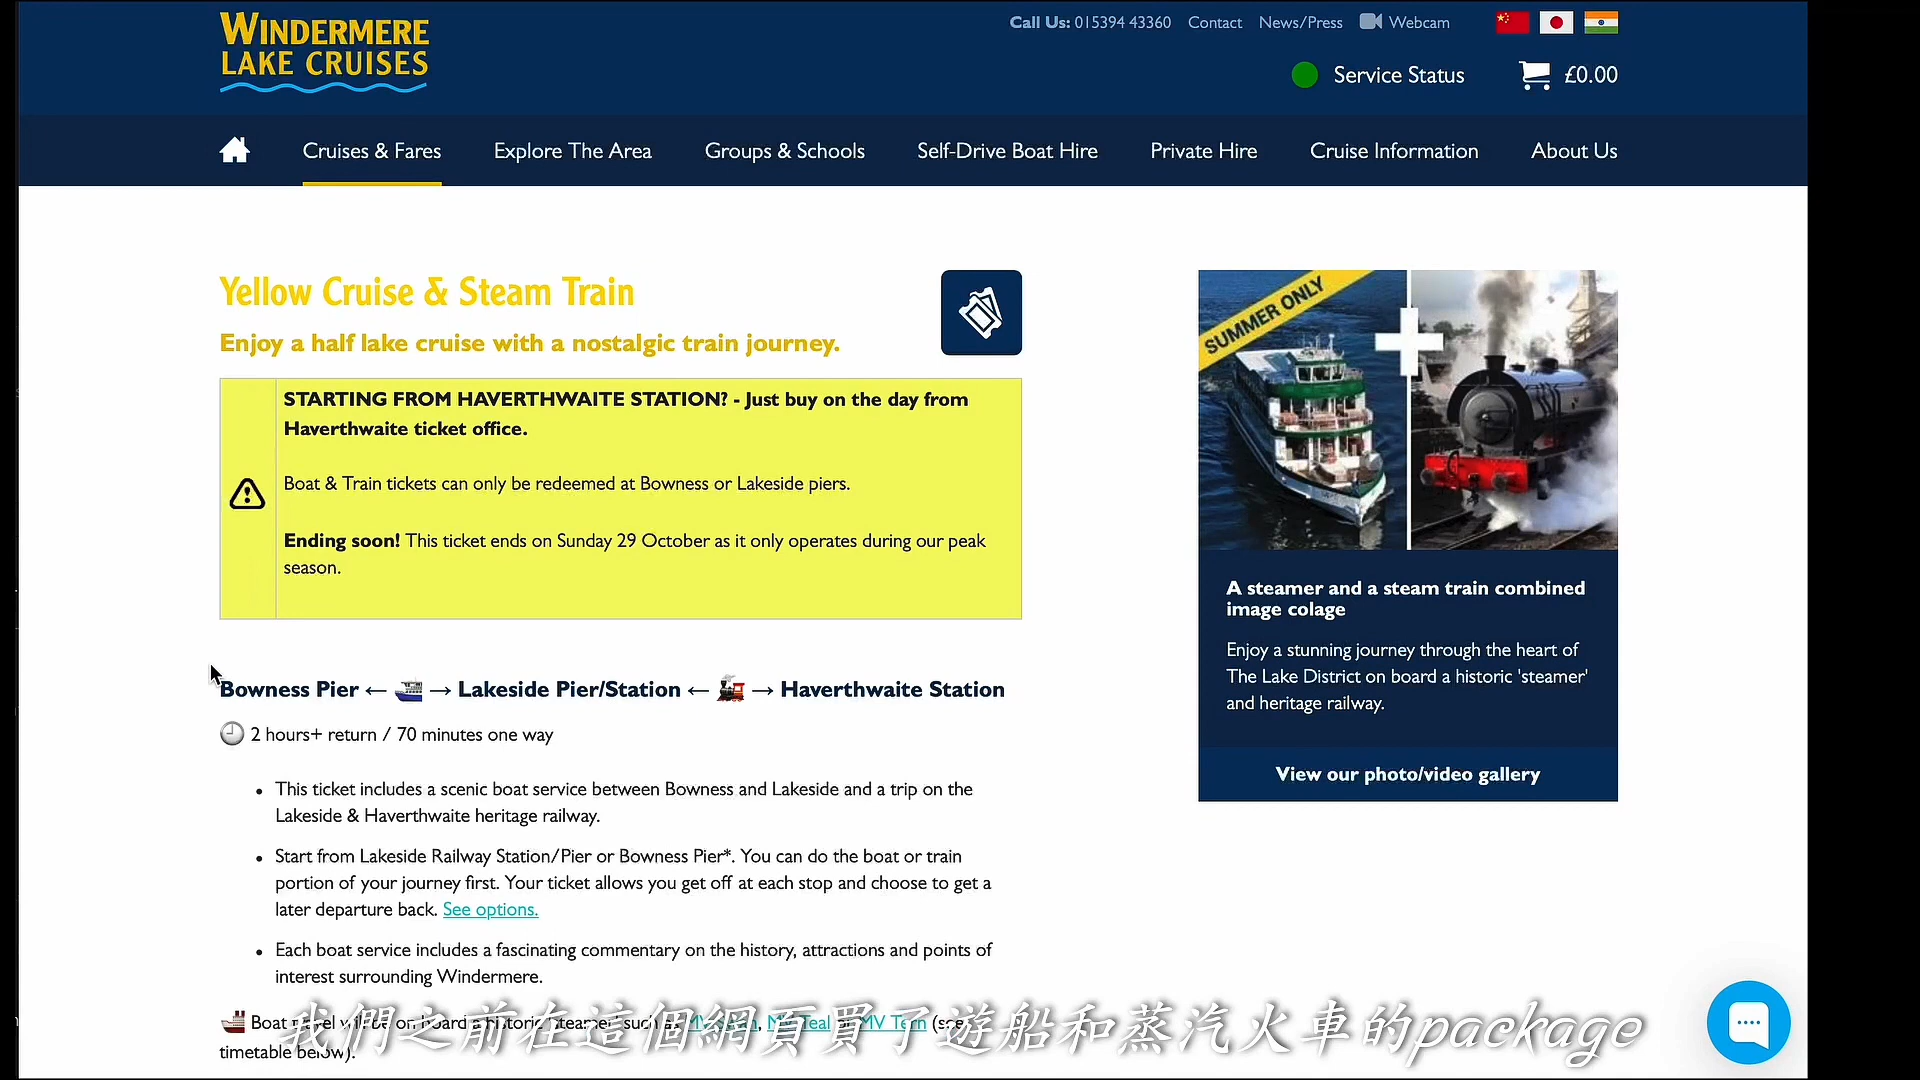 WINDERMERE
LAKE CRUISES
Call Us: 015394 43360 Contact News/Press Webcam
Service Status £0.00
Cruises & Fares Explore The Area Groups & Schools Self-Drive Boat Hire Private Hire Cruise Information About Us
Yellow Cruise & Steam Train
Enjoy a half lake cruise with a nostalgic train journey.
STARTING FROM HAVERTHWAITE STATION? - Just buy on the day from
Haverthwaite ticket office.
Boat & Train tickets can only be redeemed at Bowness or Lakeside piers.
Ending soon! This ticket ends on Sunday 29 October as it only operates during our peak
season.
SUMMER ONLY
A steamer and a steam train combined
image colage
Enjoy a stunning journey through the heart of
The Lake District on board a historic 'steamer'
and heritage railway.
View our photo/video gallery
Bowness Pier ← → Lakeside Pier/Station ← → Haverthwaite Station
2 hours+ return / 70 minutes one way
• This ticket includes a scenic boat service between Bowness and Lakeside and a trip on the
Lakeside & Haverthwaite heritage railway.
• Start from Lakeside Railway Station/Pier or Bowness Pier*. You can do the boat or train
portion of your journey first. Your ticket allows you get off at each stop and choose to get a
later departure back. See options.
• Each boat service includes a fascinating commentary on the history, attractions and points of
interest surrounding Windermere.
Boat on board a historic such MV Teal MV Tern
timetable below).
我們之前在這個網頁買了遊船和蒸汽火車的package